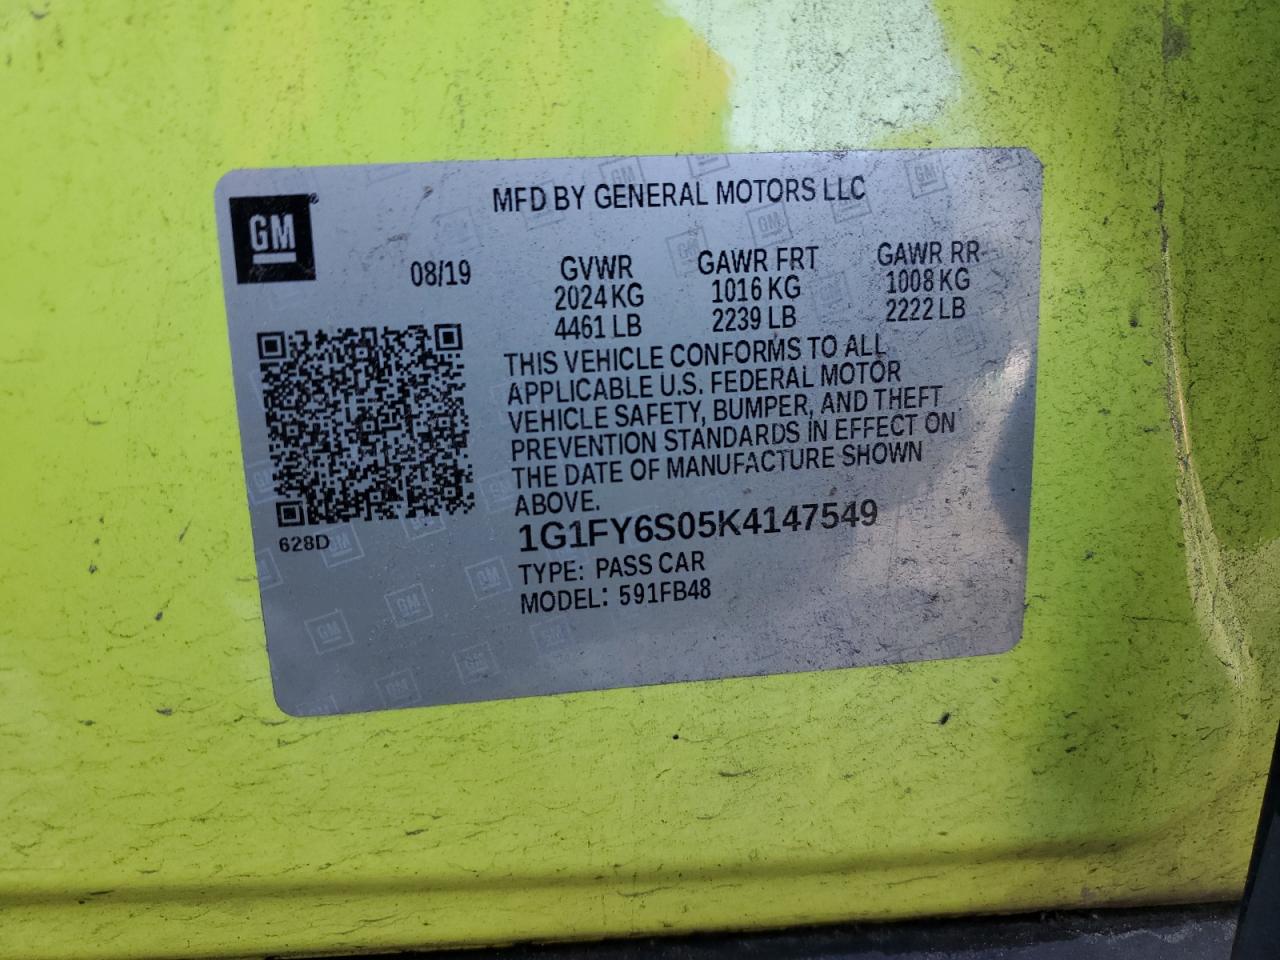 MFD BY GENERAL MOTORS LLC
GM
08/19
GVWR
2024 KG
4461 LB
GAWR FRT
1016 KG
2239 LB
GAWR RR
1008 KG
2222 LB
THIS VEHICLE CONFORMS TO ALL
APPLICABLE U.S. FEDERAL MOTOR
VEHICLE SAFETY, BUMPER, AND THEFT
PREVENTION STANDARDS IN EFFECT ON
THE DATE OF MANUFACTURE SHOWN
ABOVE.
1G1FY6S05K4147549
TYPE: PASS CAR
MODEL: 591FB48
628D